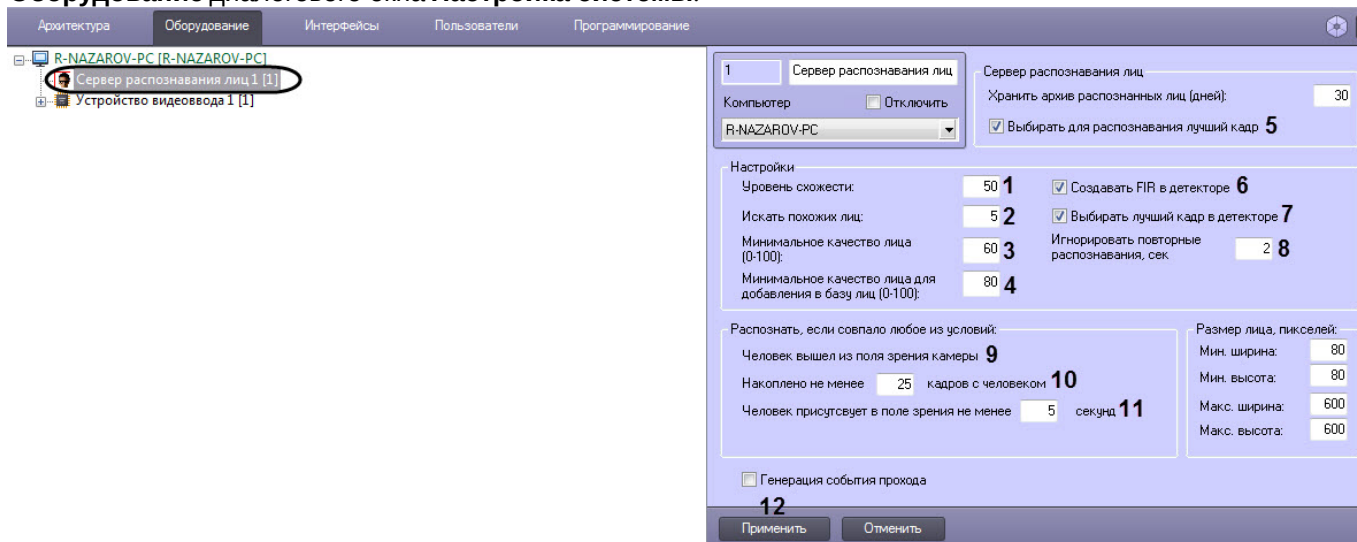 Оборудование диалогового окна Настройка системы.
Архитектура Оборудование Интерфейсы Пользователи Программирование
R-NAZAROV-PC [R-NAZAROV-PC]
Сервер распознавания лиц 1 [1]
Устройство видеоввода 1 [1]
1 Сервер распознавания лиц
Компьютер Отключить
R-NAZAROV-PC
Сервер распознавания лиц
Хранить архив распознанных лиц (дней): 30
Выбирать для распознавания лучший кадр 5
Настройки
Уровень схожести: 50 1
Искать похожих лиц: 5 2
Минимальное качество лица
(0-100): 60 3
Минимальное качество лица для
добавления в базу лиц (0-100): 80 4
Создавать FIR в детекторе 6
Выбирать лучший кадр в детекторе 7
Игнорировать повторные
распознавания, сек 2 8
Распознать, если совпало любое из условий:
Человек вышел из поля зрения камеры 9
Накоплено не менее 25 кадров с человеком 10
Человек присутсвует в поле зрения не менее 5 секунд 11
Размер лица, пикселей:
Мин. ширина: 80
Мин. высота: 80
Макс. ширина: 600
Макс. высота: 600
Генерация события прохода
12
Применить Отменить